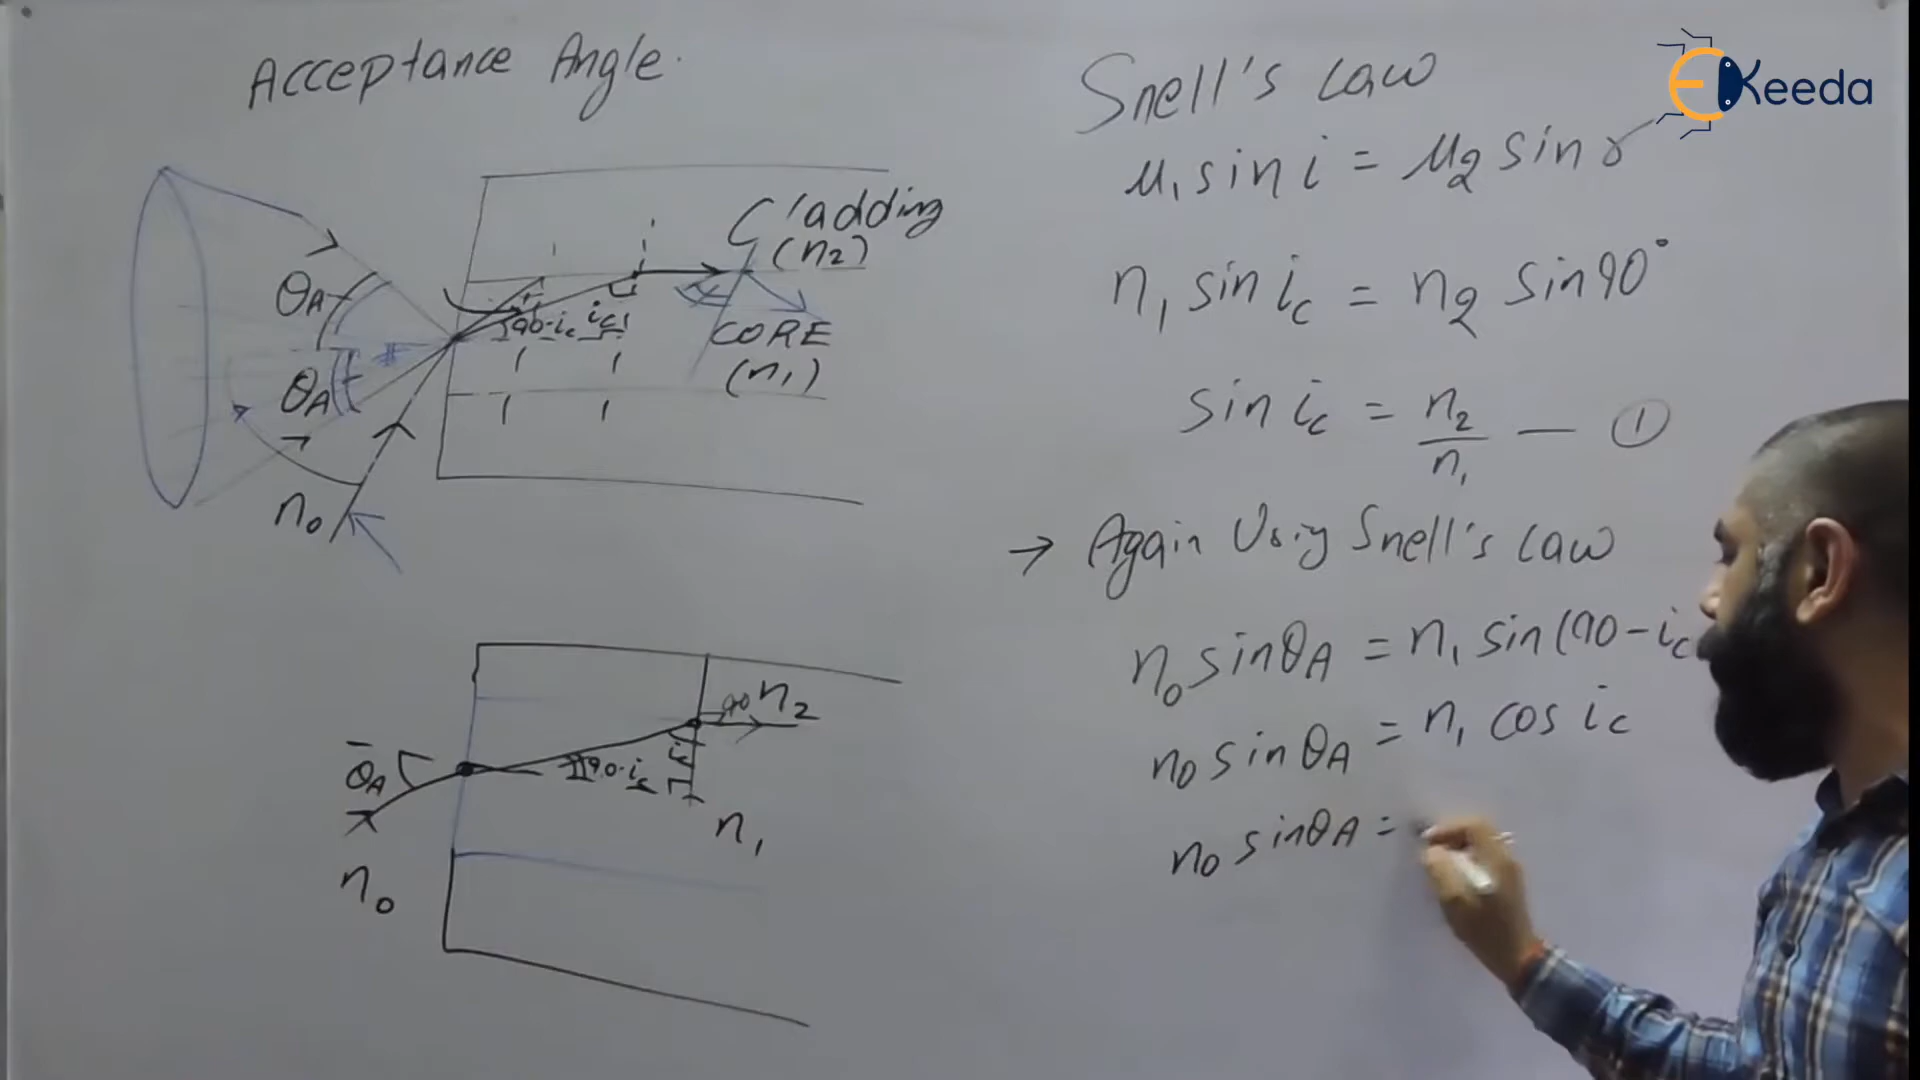 Acceptance Angle.
θA
θA
n₀
90-ic
ic
Cladding
(n₂)
CORE
(n₁)
θA
n₀
90-ic
ic
90
n₂
n₁
EKeeda
Snell's Law
μ₁ sin i = μ₂ sin r
n₁ sin ic = n₂ sin 90°
sin ic = n₂/n₁ — ①
→ Again Using Snell's Law
n₀ sin θA = n₁ sin (90 - ic
n₀ sin θA = n₁ cos ic
n₀ sin θA =